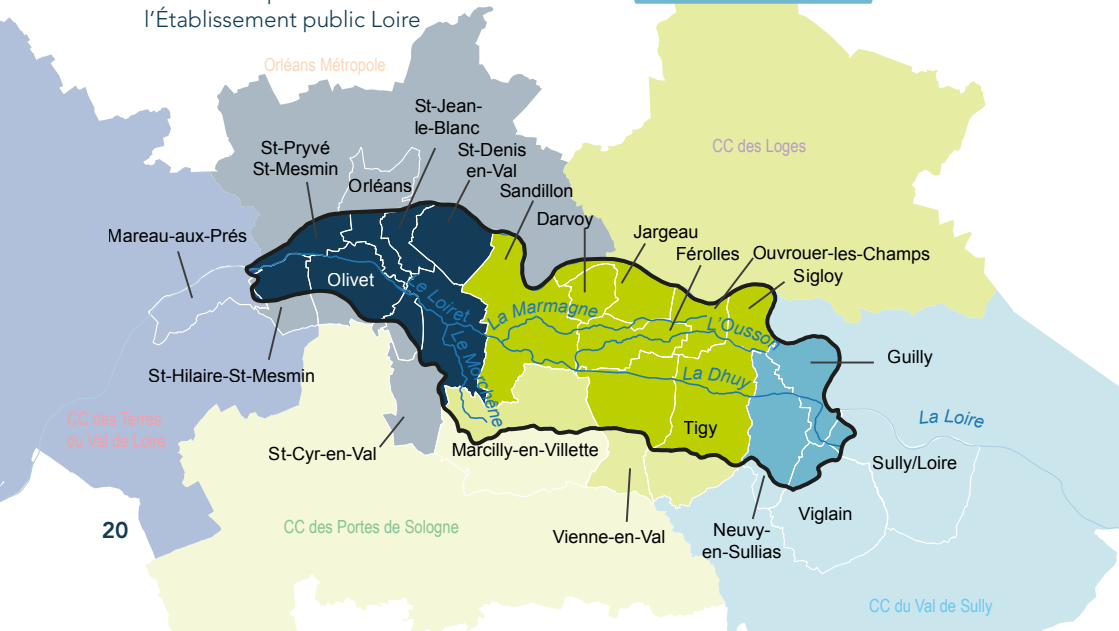 l'Établissement public Loire
Orléans Métropole
St-Jean-
le-Blanc
St-Pryvé
St-Mesmin
St-Denis
en-Val
Orléans
Sandillon
Darvoy
CC des Loges
Mareau-aux-Prés
Jargeau
Férolles
Ouvrouer-les-Champs
Sigloy
Olivet
Le Loiret
La Marmagne
L'Ousson
Le Morchêne
La Dhuy
Guilly
St-Hilaire-St-Mesmin
CC des Terres
du Val de Loire
La Loire
Tigy
St-Cyr-en-Val
Marcilly-en-Villette
Sully/Loire
Viglain
20
CC des Portes de Sologne
Vienne-en-Val
Neuvy-
en-Sullias
CC du Val de Sully